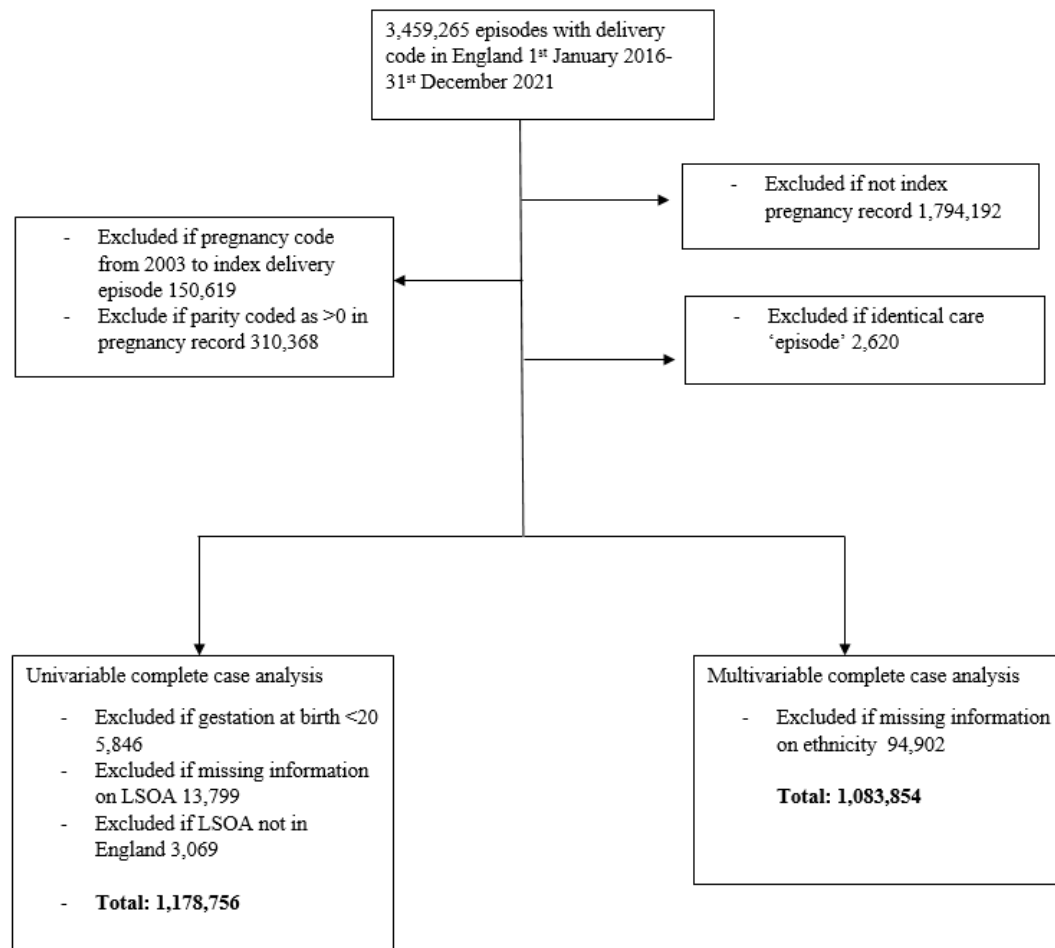 3,459,265 episodes with delivery
code in England 1st January 2016-
31st December 2021
- Excluded if not index
pregnancy record 1,794,192
- Excluded if pregnancy code
from 2003 to index delivery
episode 150,619
- Exclude if parity coded as >0 in
pregnancy record 310,368
- Excluded if identical care
‘episode’ 2,620
Univariable complete case analysis
- Excluded if gestation at birth <20
5,846
- Excluded if missing information
on LSOA 13,799
- Excluded if LSOA not in
England 3,069
- Total: 1,178,756
Multivariable complete case analysis
- Excluded if missing information
on ethnicity 94,902
Total: 1,083,854